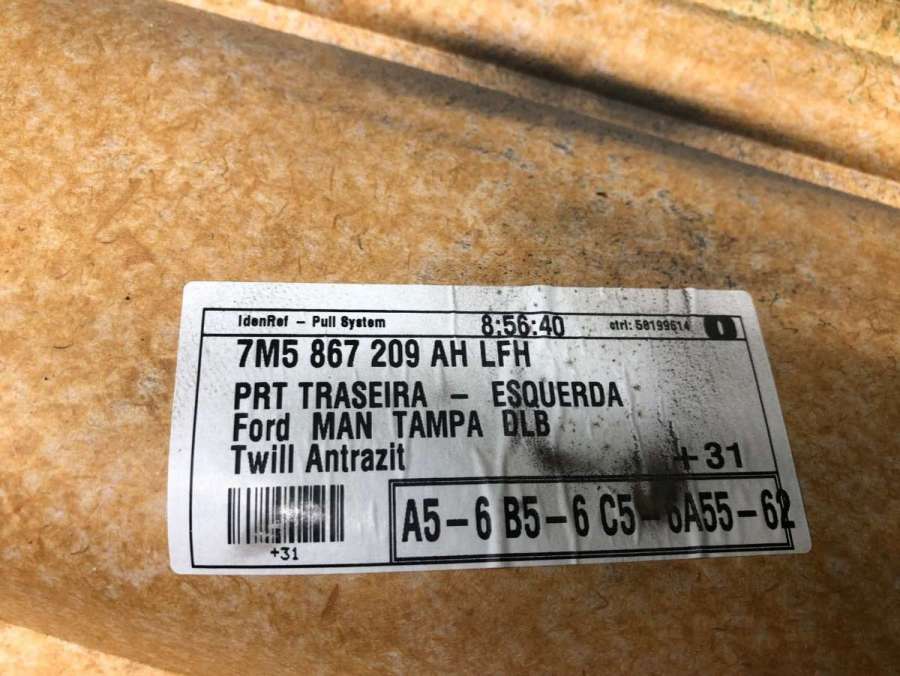 IdenRef - Pull System 8:56:40 ctrl: 58199614 0
7M5 867 209 AH LFH
PRT TRASEIRA - ESQUERDA
Ford MAN TAMPA DLB
Twill Antrazit +31
A5-6 B5-6 C5-6A55-62
+31